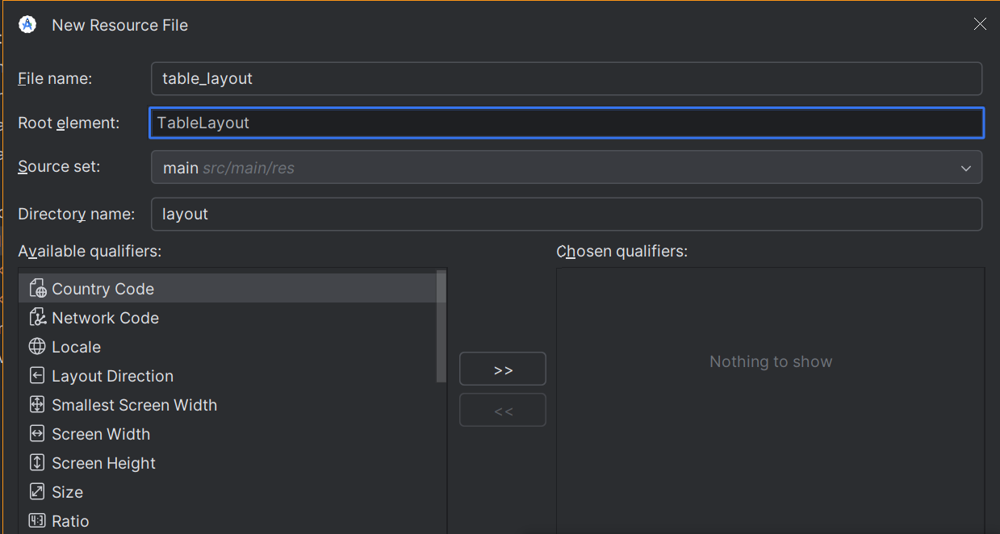 New Resource File
File name: table_layout
Root element: TableLayout
Source set: main src/main/res
Directory name: layout
Available qualifiers: Chosen qualifiers:
Country Code
Network Code
Locale
Layout Direction
Smallest Screen Width
Screen Width
Screen Height
Size
Ratio
>>
<<
Nothing to show